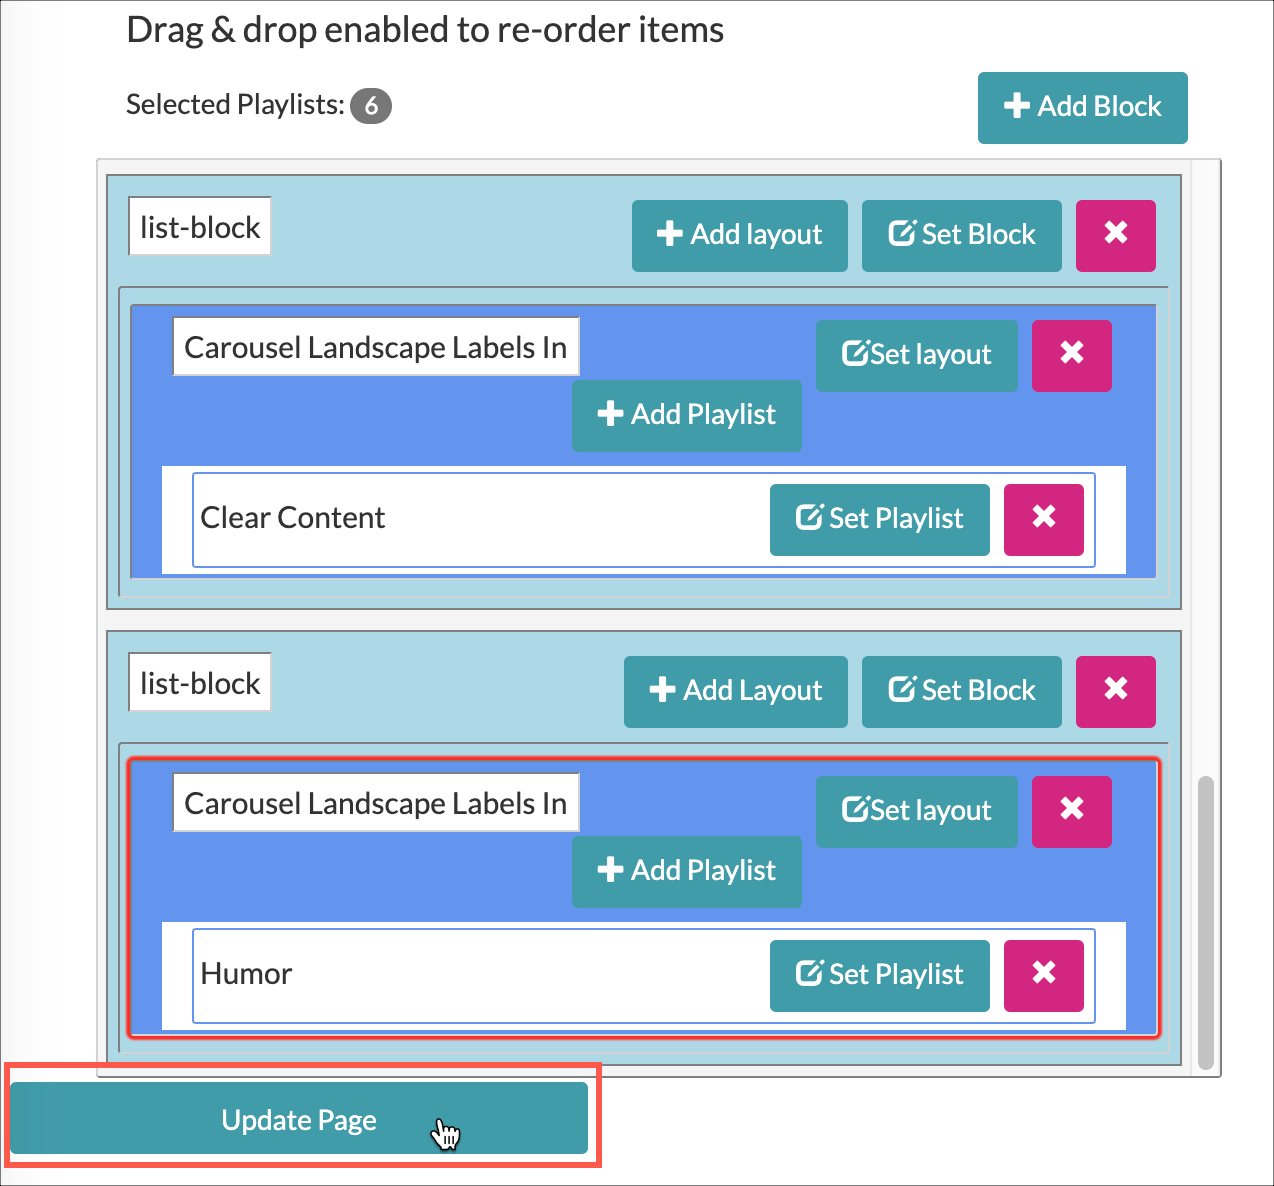 Drag & drop enabled to re-order items
Selected Playlists: 6
Add Block
list-block
Add layout
Set Block
Carousel Landscape Labels In
Set layout
Add Playlist
Clear Content
Set Playlist
list-block
Add Layout
Set Block
Carousel Landscape Labels In
Set layout
Add Playlist
Humor
Set Playlist
Update Page